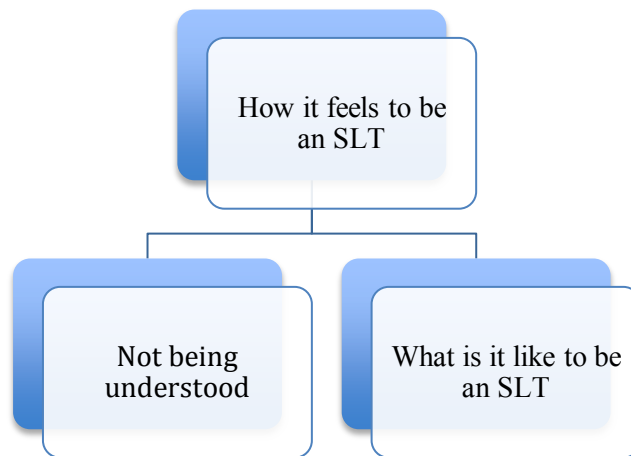 How it feels to be
an SLT
Not being
understood
What is it like to be
an SLT